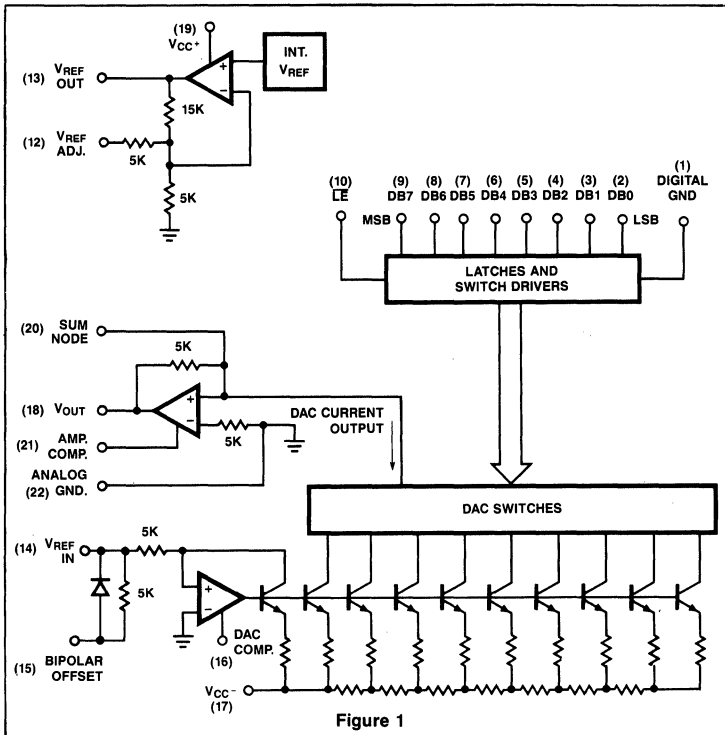 (19)
VCC+
INT.
VREF
(13) VREF
OUT
15K
(12) VREF
ADJ.
5K
5K
(10) (9) (8) (7) (6) (5) (4) (3) (2) (1)
LE DB7 DB6 DB5 DB4 DB3 DB2 DB1 DB0 DIGITAL
GND
MSB LSB
LATCHES AND
SWITCH DRIVERS
(20) SUM
NODE
5K
(18) VOUT
DAC CURRENT
OUTPUT
5K
(21) AMP.
COMP.
ANALOG
(22) GND.
DAC SWITCHES
5K
(14) VREF
IN
5K
(15) BIPOLAR
OFFSET
DAC
(16) COMP.
VCC-
(17)
Figure 1